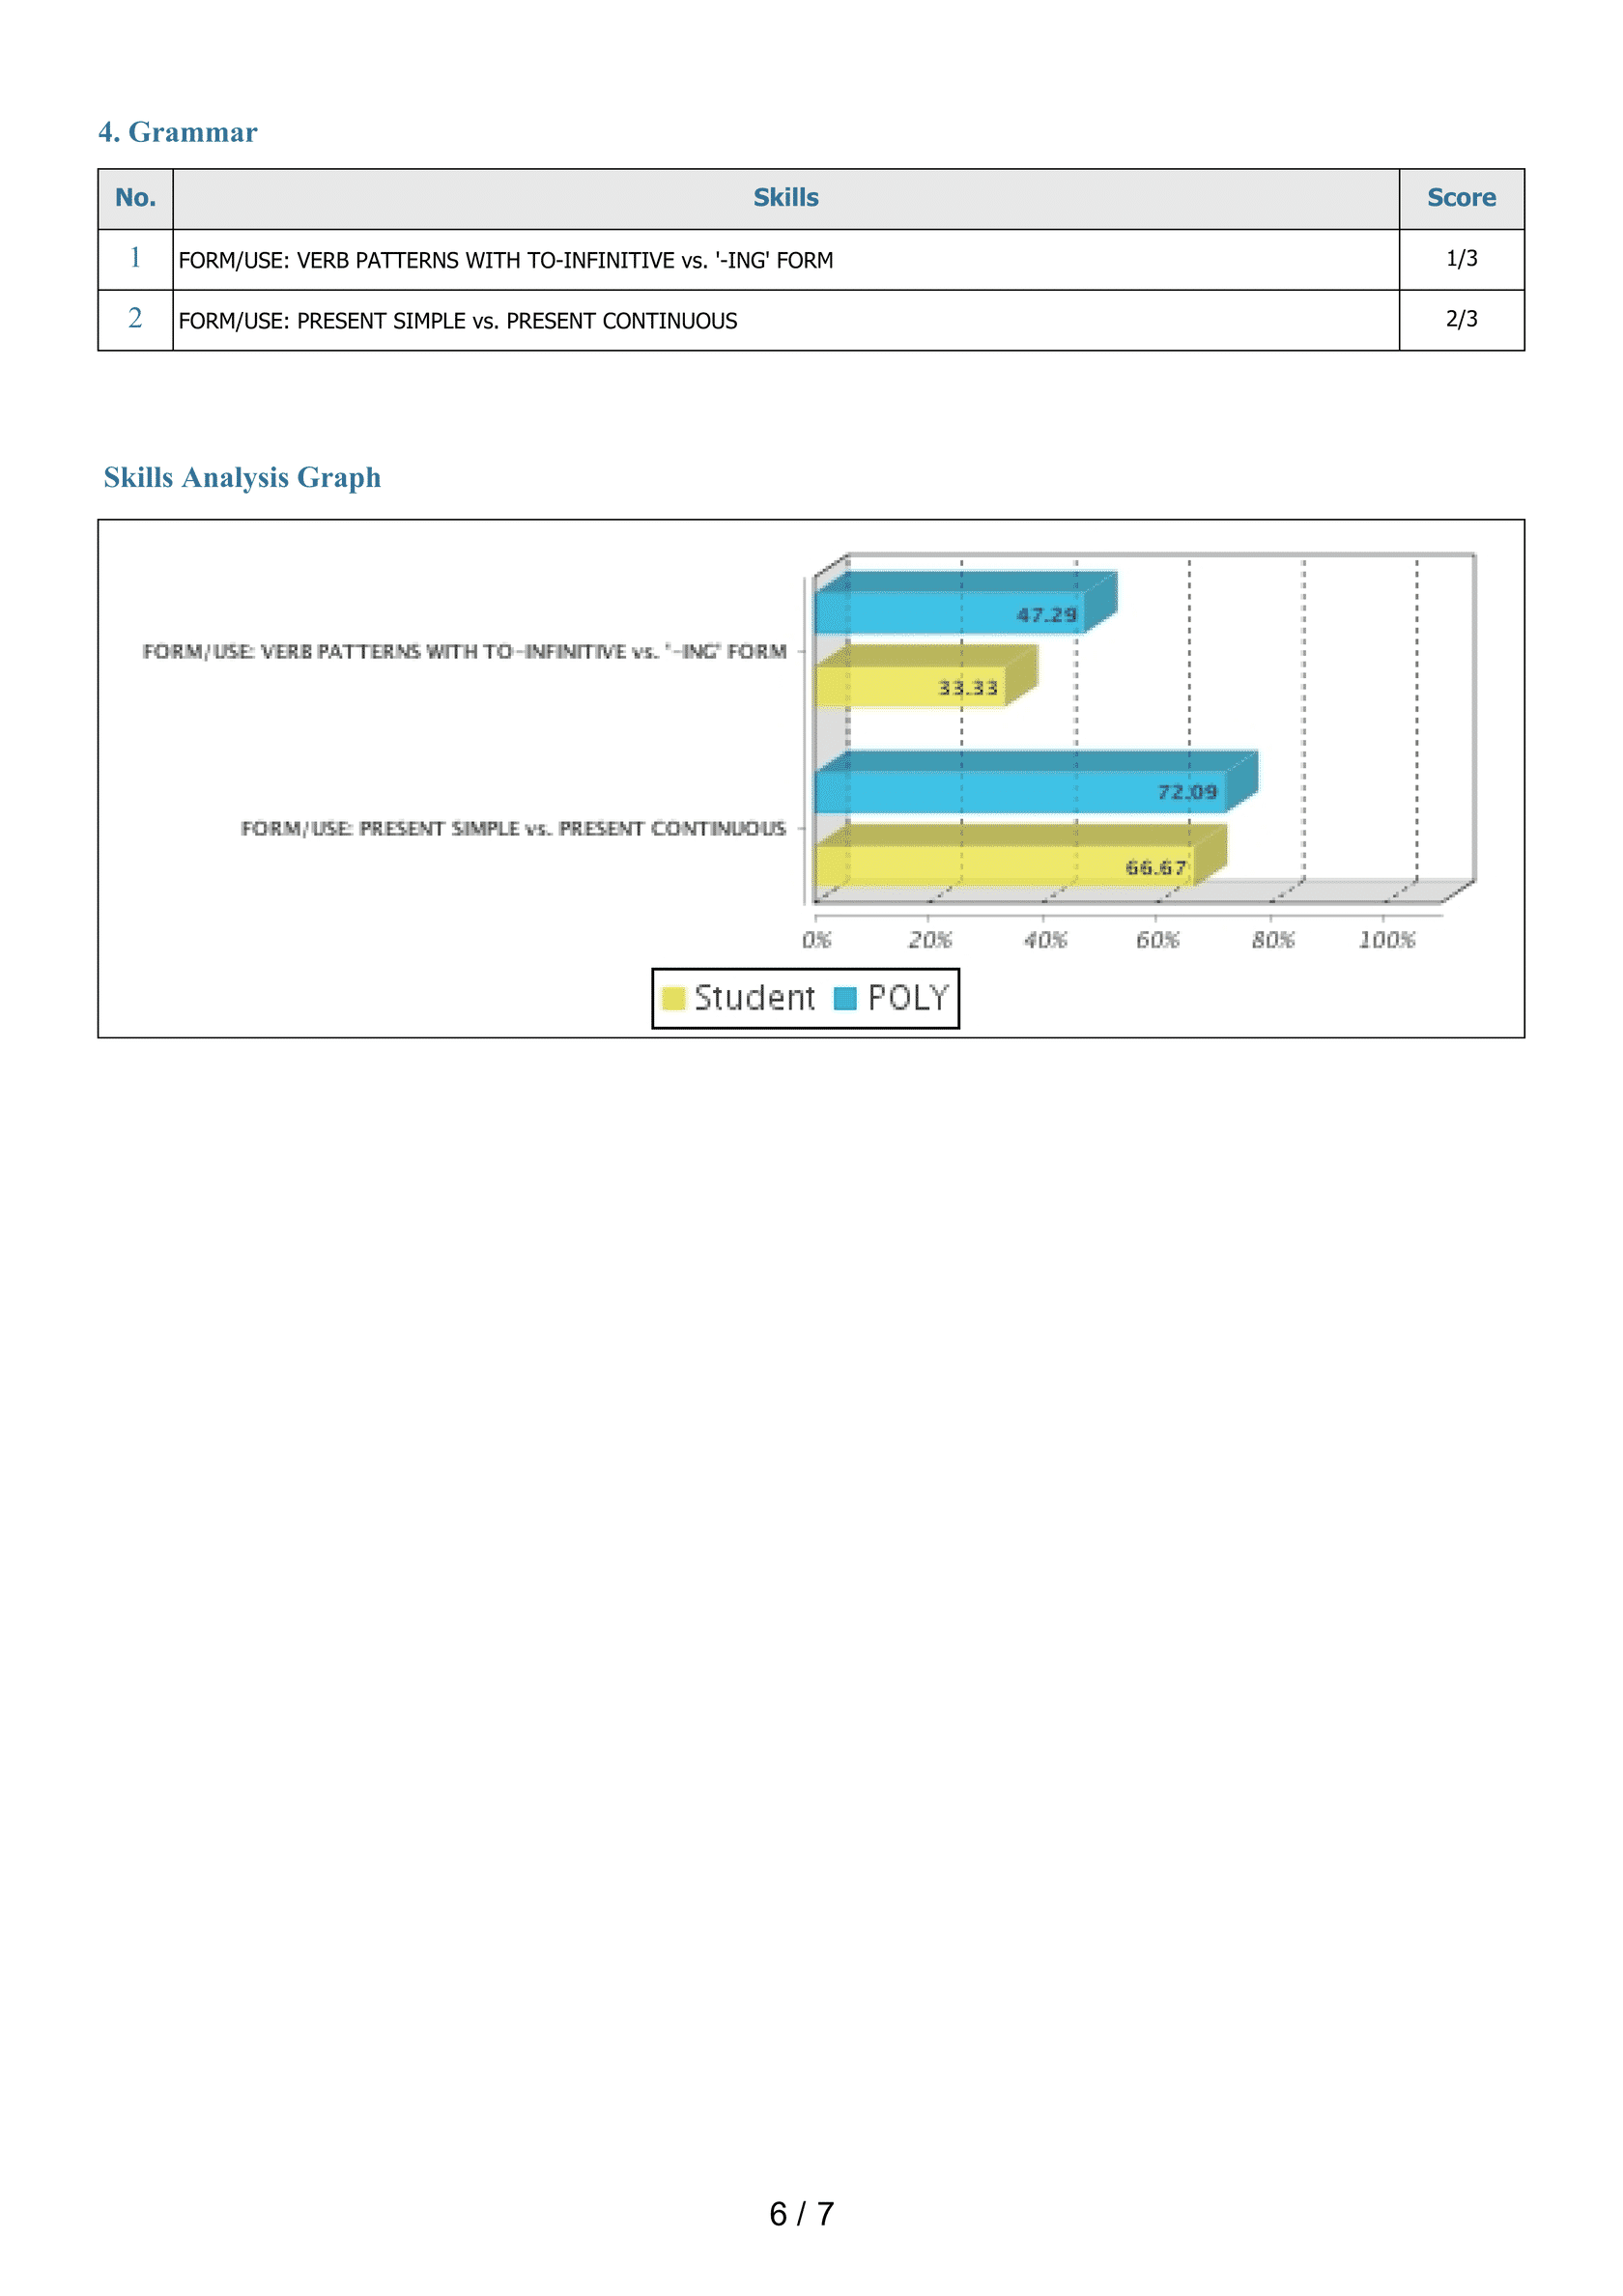 4. Grammar
No. Skills Score
1 FORM/USE: VERB PATTERNS WITH TO-INFINITIVE vs. '-ING' FORM 1/3
2 FORM/USE: PRESENT SIMPLE vs. PRESENT CONTINUOUS 2/3
Skills Analysis Graph
47.29
FORM/USE: VERB PATTERNS WITH TO-INFINITIVE vs. '-ING' FORM
33.33
72.09
FORM/USE: PRESENT SIMPLE vs. PRESENT CONTINUOUS
66.67
0% 20% 40% 60% 80% 100%
Student POLY
6 / 7